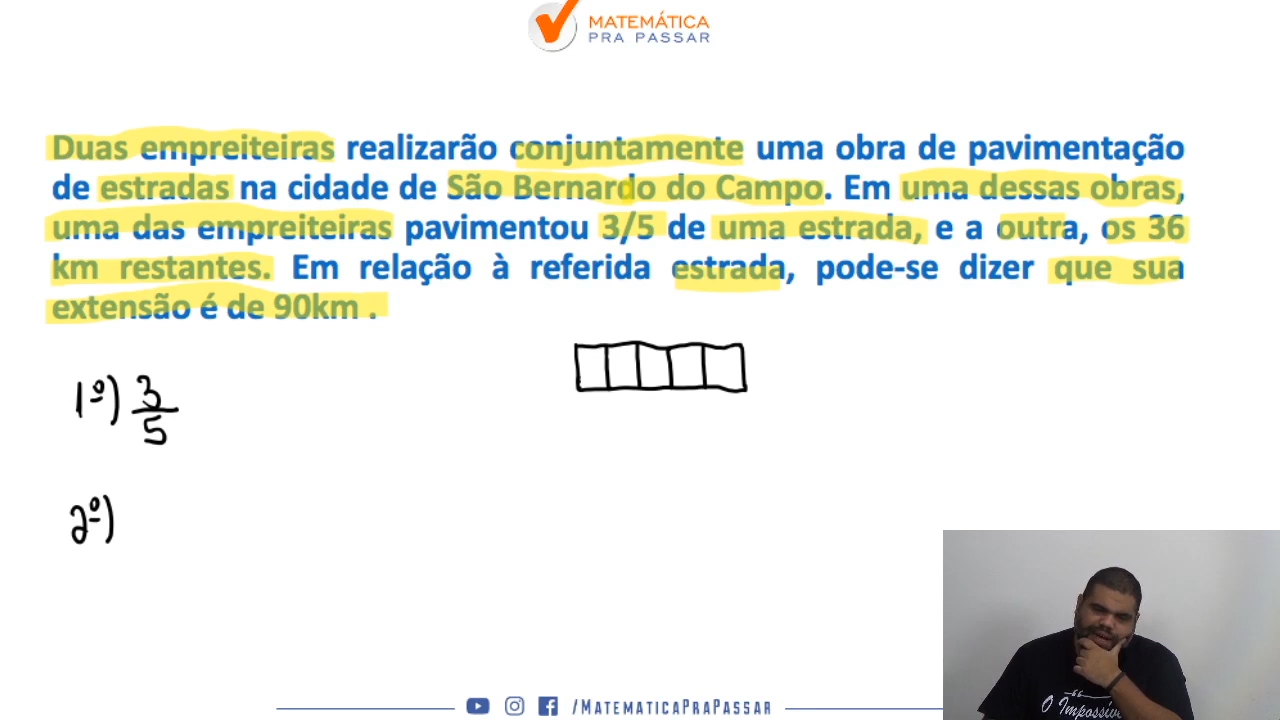 MATEMÁTICA
PRA PASSAR
Duas empreiteiras realizarão conjuntamente uma obra de pavimentação
de estradas na cidade de São Bernardo do Campo. Em uma dessas obras,
uma das empreiteiras pavimentou 3/5 de uma estrada, e a outra, os 36
km restantes. Em relação à referida estrada, pode-se dizer que sua
extensão é de 90km .
1º) 3/5
2º)
O Impossíve
/MATEMATICAPRAPASSAR